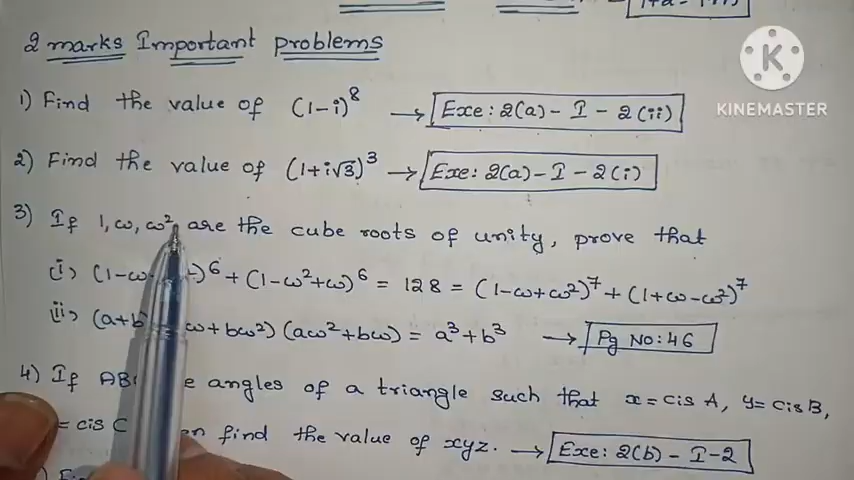 2 marks Important problems
KINEMASTER
1) Find the value of (1-i)⁸ → Exe: 2(a) - I - 2(ii)
2) Find the value of (1+i√3)³ → Exe: 2(a) - I - 2(i)
3) If 1, ω, ω² are the cube roots of unity, prove that
(i) (1-ω )⁶ + (1-ω²+ω)⁶ = 128 = (1-ω+ω²)⁷ + (1+ω-ω²)⁷
(ii) (a+b ω+bω²) (aω²+bω) = a³+b³ → Pg No: 46
4) If AB angles of a triangle such that x = cis A, y = cis B,
= cis C find the value of xyz. → Exe: 2(b) - I - 2